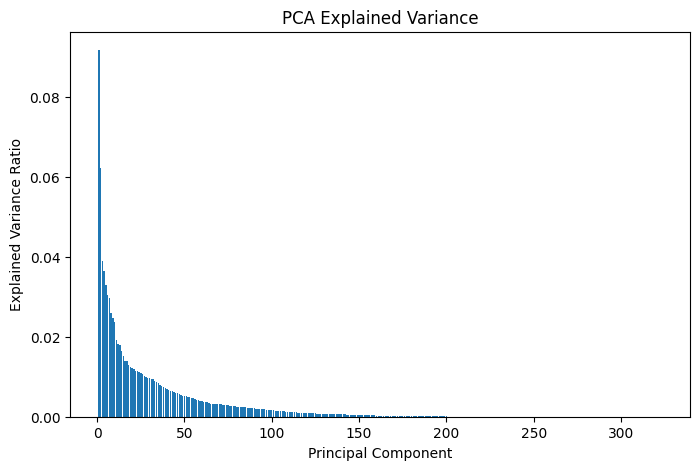 PCA Explained Variance
Explained Variance Ratio
0.08
0.06
0.04
0.02
0.00
0 50 100 150 200 250 300
Principal Component